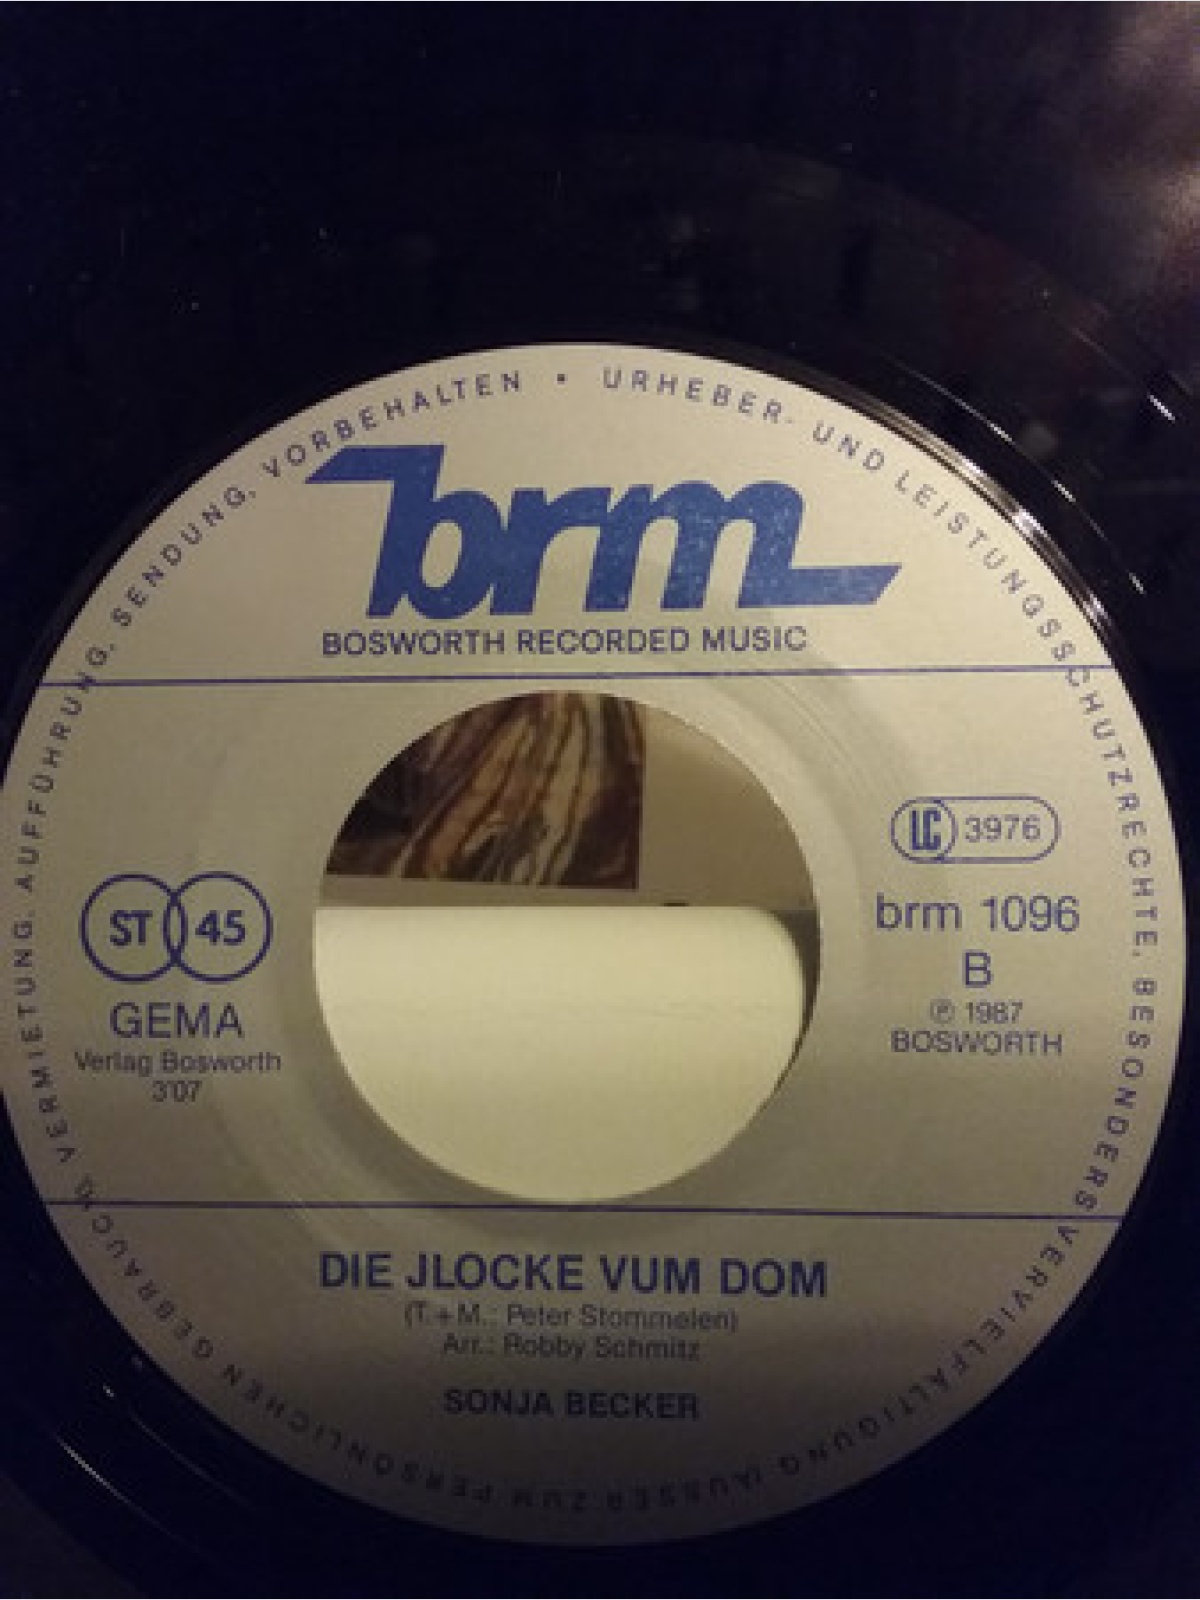 URHEBER- UND LEISTUNGSSCHUTZRECHTE, BESONDERS VERVIELFÄLTIGUNG (AUSSER ZUM PERSÖNLICHEN GEBRAUCH), VERMIETUNG, AUFFÜHRUNG, SENDUNG, VORBEHALTEN •
brm
BOSWORTH RECORDED MUSIC
LC 3976
brm 1096
B
℗ 1987
BOSWORTH
ST 45
GEMA
Verlag Bosworth
3'07
DIE JLOCKE VUM DOM
(T.+M.: Peter Stommelen)
Arr.: Robby Schmitz
SONJA BECKER